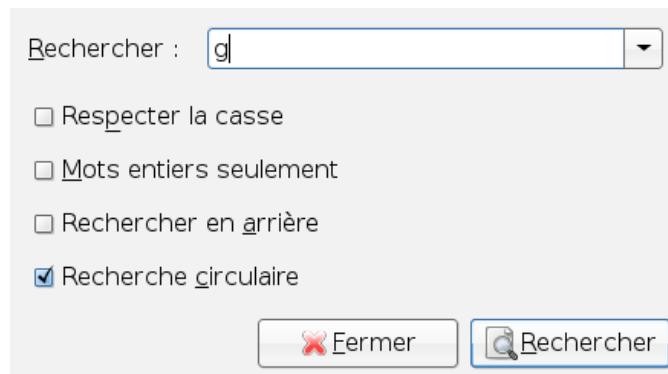 Rechercher : g
Respecter la casse
Mots entiers seulement
Rechercher en arrière
Recherche circulaire
Fermer Rechercher